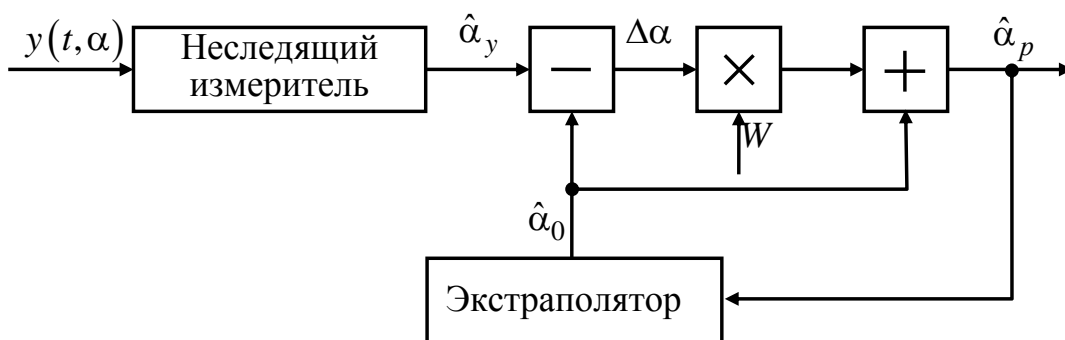 y(t,α)
Неследящий
измеритель
α̂_y
−
Δα
×
W
+
α̂_p
α̂_0
Экстраполятор